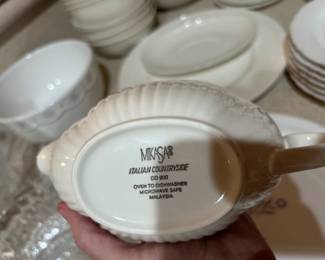 MIKASA®
ITALIAN COUNTRYSIDE
DD 900
OVEN TO DISHWASHER
MICROWAVE SAFE
MALAYSIA